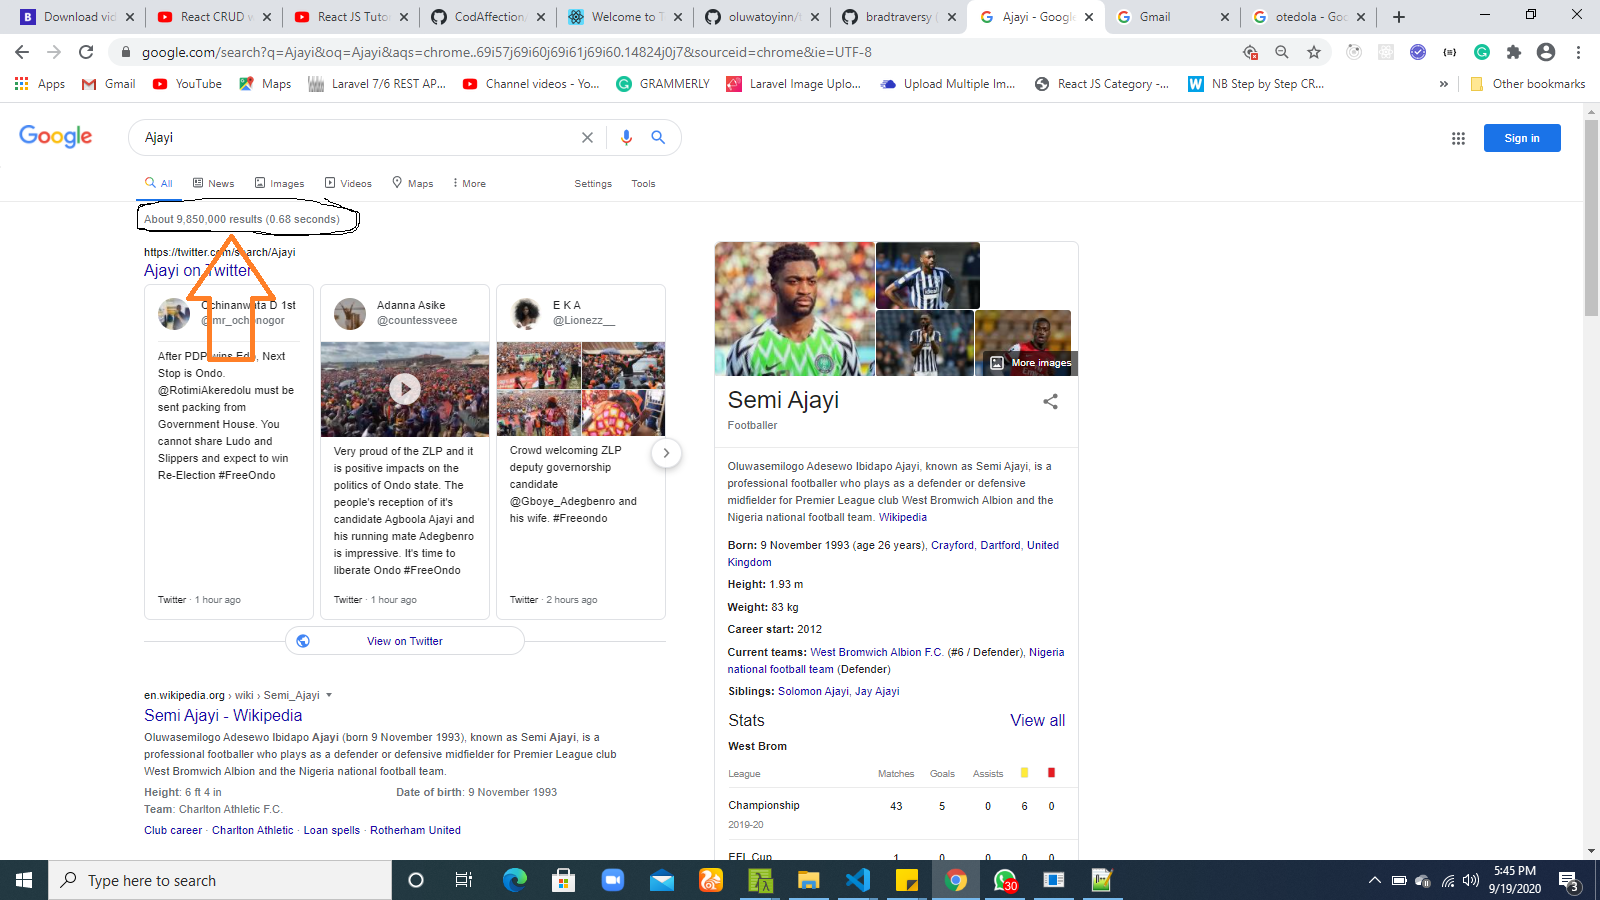 Download vid
React CRUD w
React JS Tutor
CodAffection/
Welcome to T
oluwatoyinn/t
bradtraversy (
Ajayi - Google
Gmail
otedola - Goo
google.com/search?q=Ajayi&oq=Ajayi&aqs=chrome..69i57j69i60j69i61j69i60.14824j0j7&sourceid=chrome&ie=UTF-8
Apps
Gmail
YouTube
Maps
Laravel 7/6 REST AP...
Channel videos - Yo...
GRAMMERLY
Laravel Image Uplo...
Upload Multiple Im...
React JS Category -...
NB Step by Step CR...
»
Other bookmarks
Google
Ajayi
Sign in
All
News
Images
Videos
Maps
More
Settings
Tools
About 9,850,000 results (0.68 seconds)
https://twitter.com/search/Ajayi
Ajayi on Twitter
Ochinanwata D 1st
After PDP wins Edo, Next
Stop is Ondo.
@RotimiAkeredolu must be
sent packing from
Government House. You
cannot share Ludo and
Slippers and expect to win
Re-Election #FreeOndo
Twitter · 1 hour ago
Adanna Asike
@countessveee
Very proud of the ZLP and it
is positive impacts on the
politics of Ondo state. The
people's reception of it's
candidate Agboola Ajayi and
his running mate Adegbenro
is impressive. It's time to
liberate Ondo #FreeOndo
Twitter · 1 hour ago
E K A
@Lionezz__
Crowd welcoming ZLP
deputy governorship
candidate
@Gboye_Adegbenro and
his wife. #Freeondo
Twitter · 2 hours ago
View on Twitter
en.wikipedia.org › wiki › Semi_Ajayi
Semi Ajayi - Wikipedia
Oluwasemilogo Adesewo Ibidapo Ajayi (born 9 November 1993), known as Semi Ajayi, is a
professional footballer who plays as a defender or defensive midfielder for Premier League club
West Bromwich Albion and the Nigeria national football team.
Height: 6 ft 4 in
Date of birth: 9 November 1993
Team: Charlton Athletic F.C.
Club career · Charlton Athletic · Loan spells · Rotherham United
More images
Semi Ajayi
Footballer
Oluwasemilogo Adesewo Ibidapo Ajayi, known as Semi Ajayi, is a
professional footballer who plays as a defender or defensive
midfielder for Premier League club West Bromwich Albion and the
Nigeria national football team. Wikipedia
Born: 9 November 1993 (age 26 years), Crayford, Dartford, United
Kingdom
Height: 1.93 m
Weight: 83 kg
Career start: 2012
Current teams: West Bromwich Albion F.C. (#6 / Defender), Nigeria
national football team (Defender)
Siblings: Solomon Ajayi, Jay Ajayi
Stats
View all
West Brom
League Matches Goals Assists
Championship 43 5 0 6 0
2019-20
EFL Cup 1 0 0 0 0
Type here to search
30
5:45 PM
9/19/2020
3